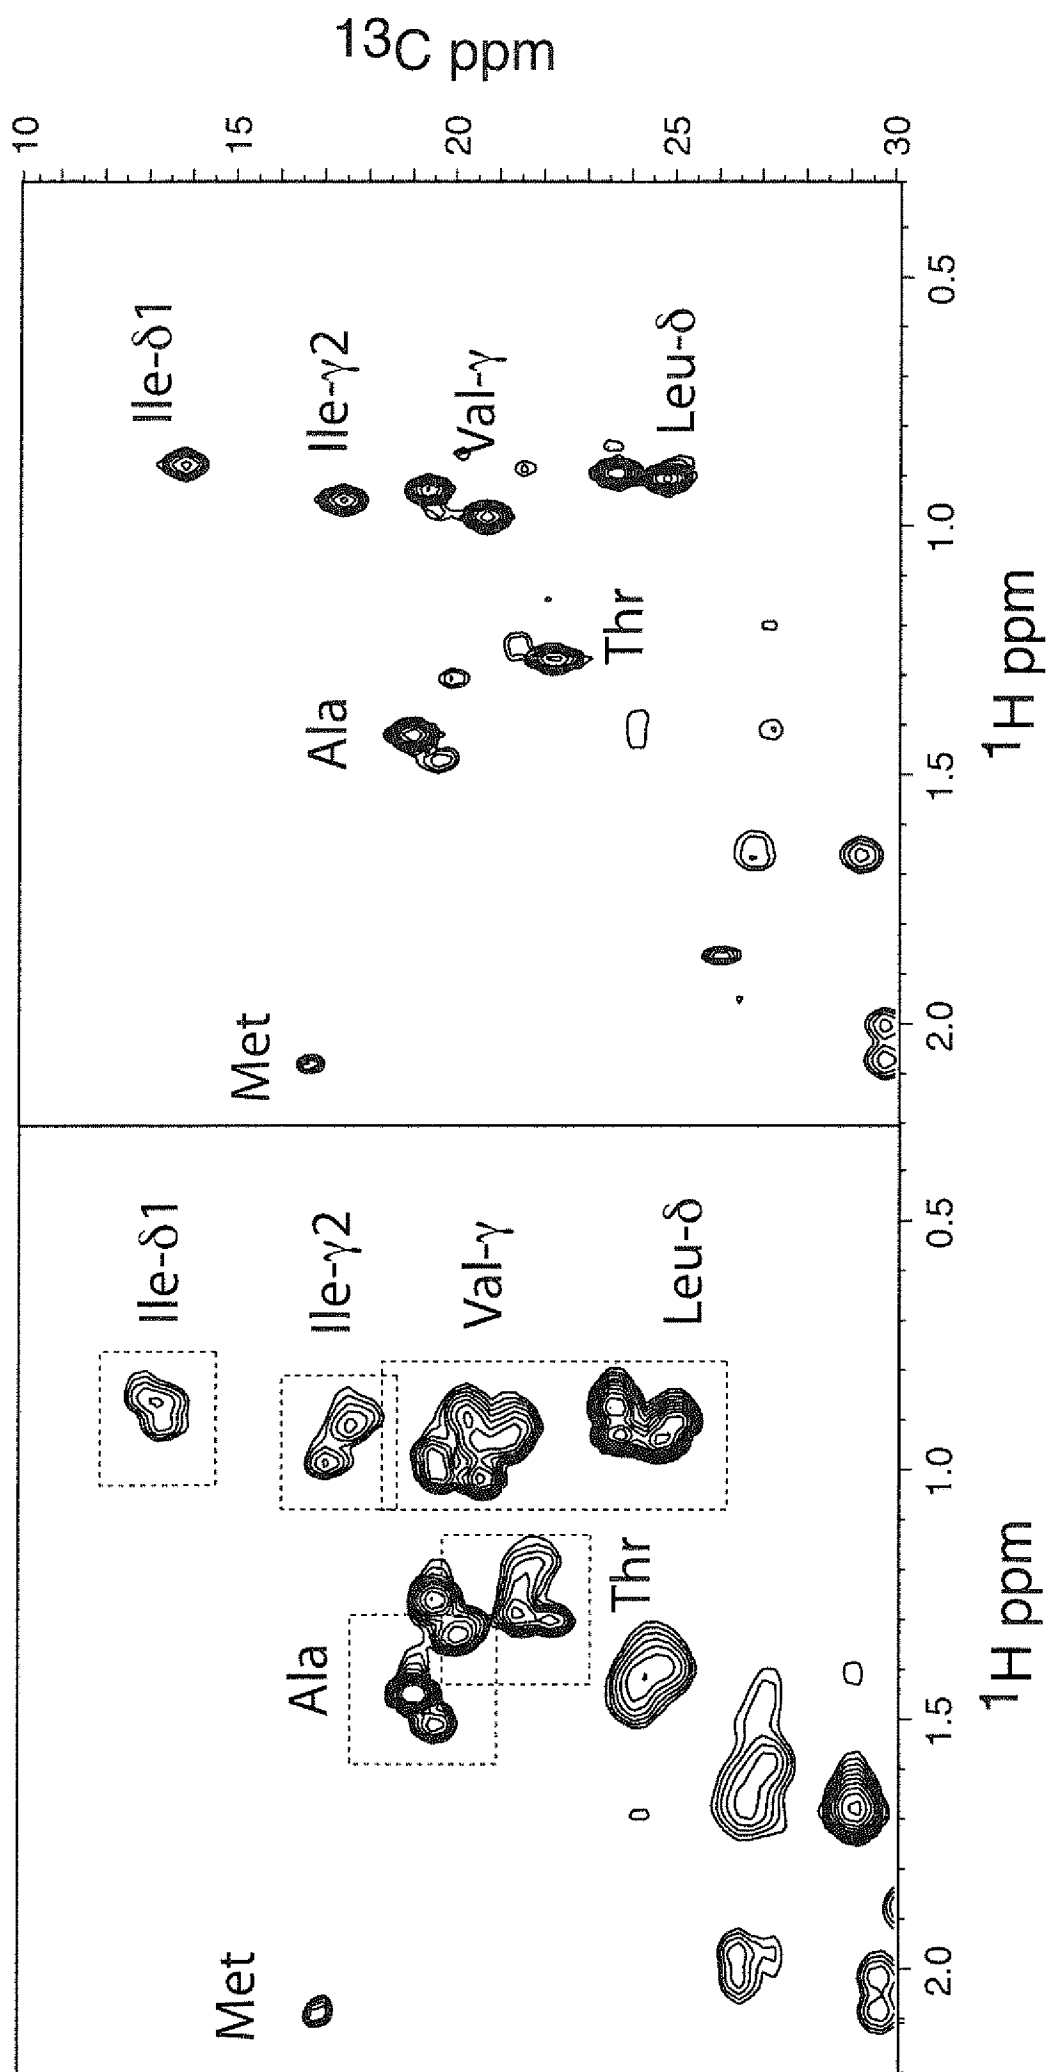 13C ppm
10
15
20
25
30
Ile-δ1
Ile-γ2
Val-γ
Leu-δ
Ala
Thr
Met
0.5
1.0
1.5
2.0
1H ppm
Ile-δ1
Ile-γ2
Val-γ
Leu-δ
Ala
Thr
Met
0.5
1.0
1.5
2.0
1H ppm